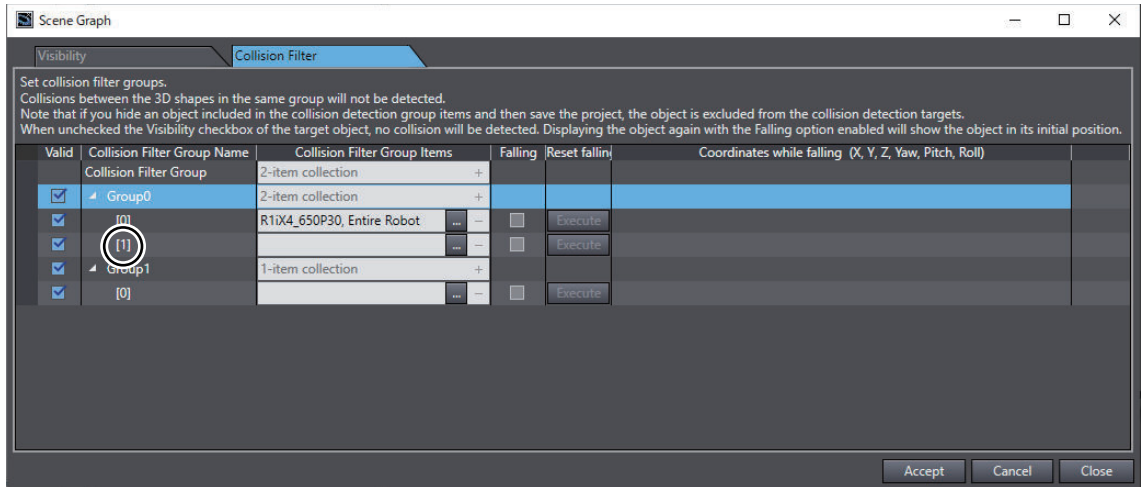 Scene Graph
Visibility Collision Filter
Set collision filter groups.
Collisions between the 3D shapes in the same group will not be detected.
Note that if you hide an object included in the collision detection group items and then save the project, the object is excluded from the collision detection targets.
When unchecked the Visibility checkbox of the target object, no collision will be detected. Displaying the object again with the Falling option enabled will show the object in its initial position.
Valid Collision Filter Group Name Collision Filter Group Items Falling Reset fallin Coordinates while falling (X, Y, Z, Yaw, Pitch, Roll)
Collision Filter Group 2-item collection +
Group0 2-item collection +
[0] R1iX4_650P30, Entire Robot ... − Execute
[1] ... − Execute
Group1 1-item collection +
[0] ... − Execute
Accept Cancel Close